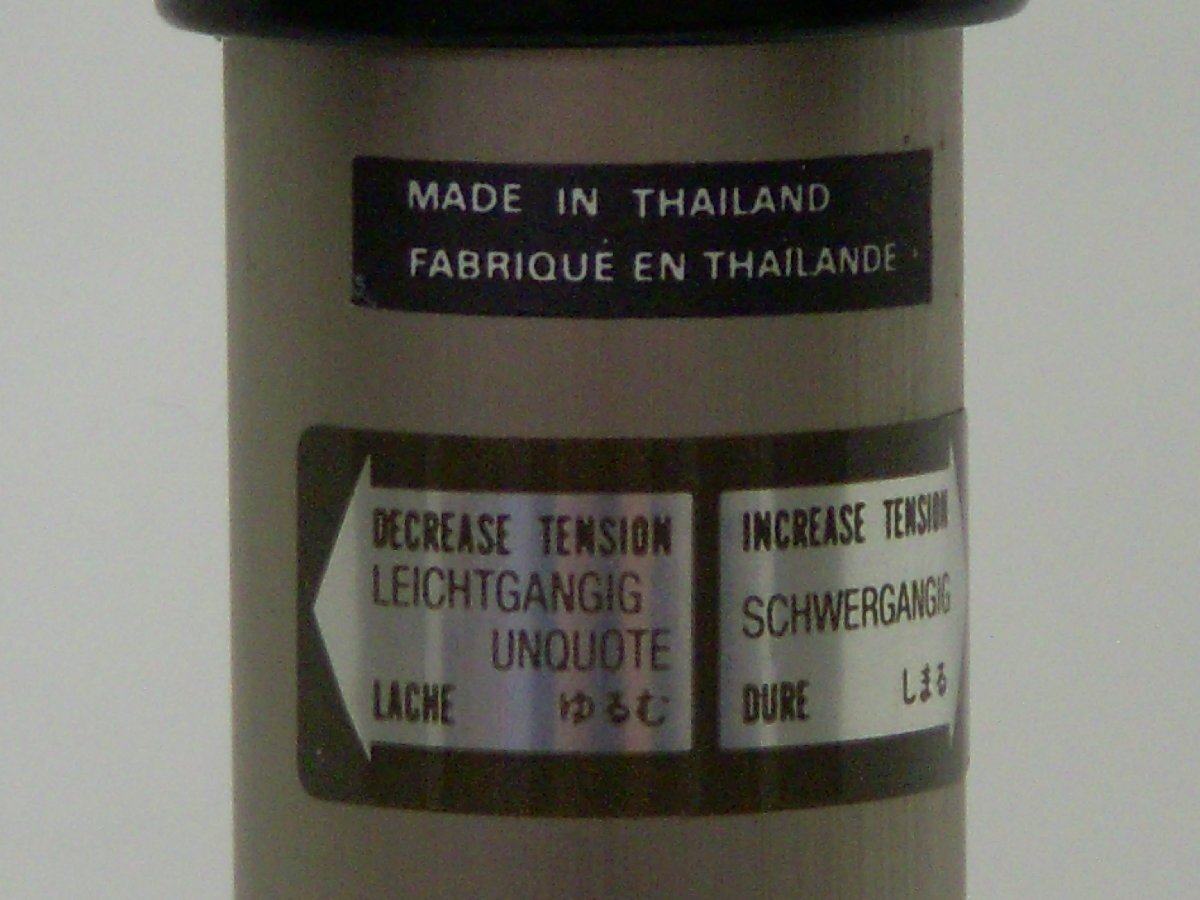 MADE IN THAILAND
FABRIQUÉ EN THAÏLANDE
DECREASE TENSION
LEICHTGANGIG
UNQUOTE
LACHE ゆるむ
INCREASE TENSION
SCHWERGANGIG
DURE しまる